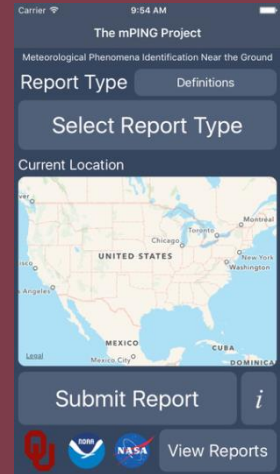 Carrier 9:54 AM
The mPING Project
Meteorological Phenomena Identification Near the Ground
Report Type Definitions
Select Report Type
Current Location
Montréal
Toronto
Chicago
New York
UNITED STATES
Washington
s Angeles
MEXICO
CUBA
Legal
Mexico City
DOMINICA
Submit Report i
NOAA NASA View Reports